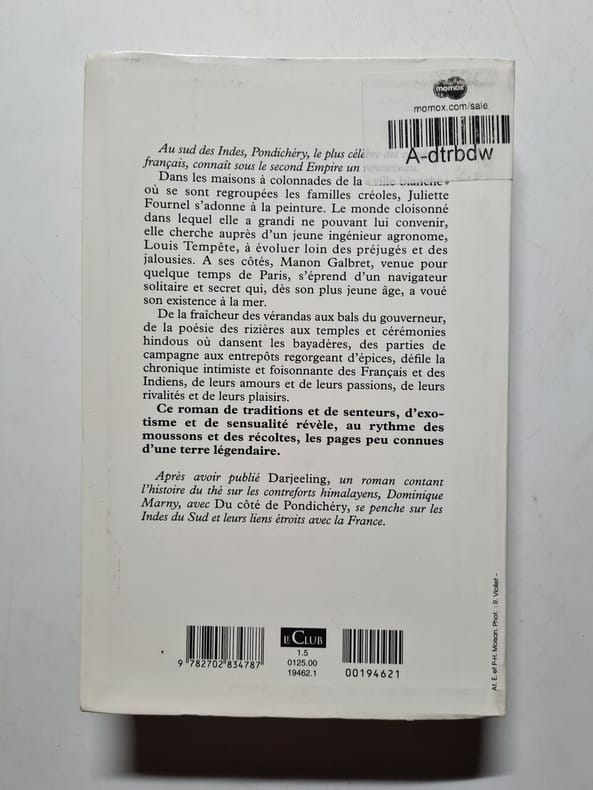 momox
momox.com/sale
A-dtrbdw
Au sud des Indes, Pondichéry, le plus célèbre des
français, connaît sous le second Empire un renouveau.
Dans les maisons à colonnades de la « ville blanche »
où se sont regroupées les familles créoles, Juliette
Fournel s'adonne à la peinture. Le monde cloisonné
dans lequel elle a grandi ne pouvant lui convenir,
elle cherche auprès d'un jeune ingénieur agronome,
Louis Tempête, à évoluer loin des préjugés et des
jalousies. A ses côtés, Manon Galbret, venue pour
quelque temps de Paris, s'éprend d'un navigateur
solitaire et secret qui, dès son plus jeune âge, a voué
son existence à la mer.
De la fraîcheur des vérandas aux bals du gouverneur,
de la poésie des rizières aux temples et cérémonies
hindous où dansent les bayadères, des parties de
campagne aux entrepôts regorgeant d'épices, défile la
chronique intimiste et foisonnante des Français et des
Indiens, de leurs amours et de leurs passions, de leurs
rivalités et de leurs plaisirs.
Ce roman de traditions et de senteurs, d'exo-
tisme et de sensualité révèle, au rythme des
moussons et des récoltes, les pages peu connues
d'une terre légendaire.
Après avoir publié Darjeeling, un roman contant
l'histoire du thé sur les contreforts himalayens, Dominique
Marny, avec Du côté de Pondichéry, se penche sur les
Indes du Sud et leurs liens étroits avec la France.
9 782702 834787
LE CLUB
1.5
0125.00
19462.1
00194621
At. E. et P-H. Moison. Phot. : R. Viollet -